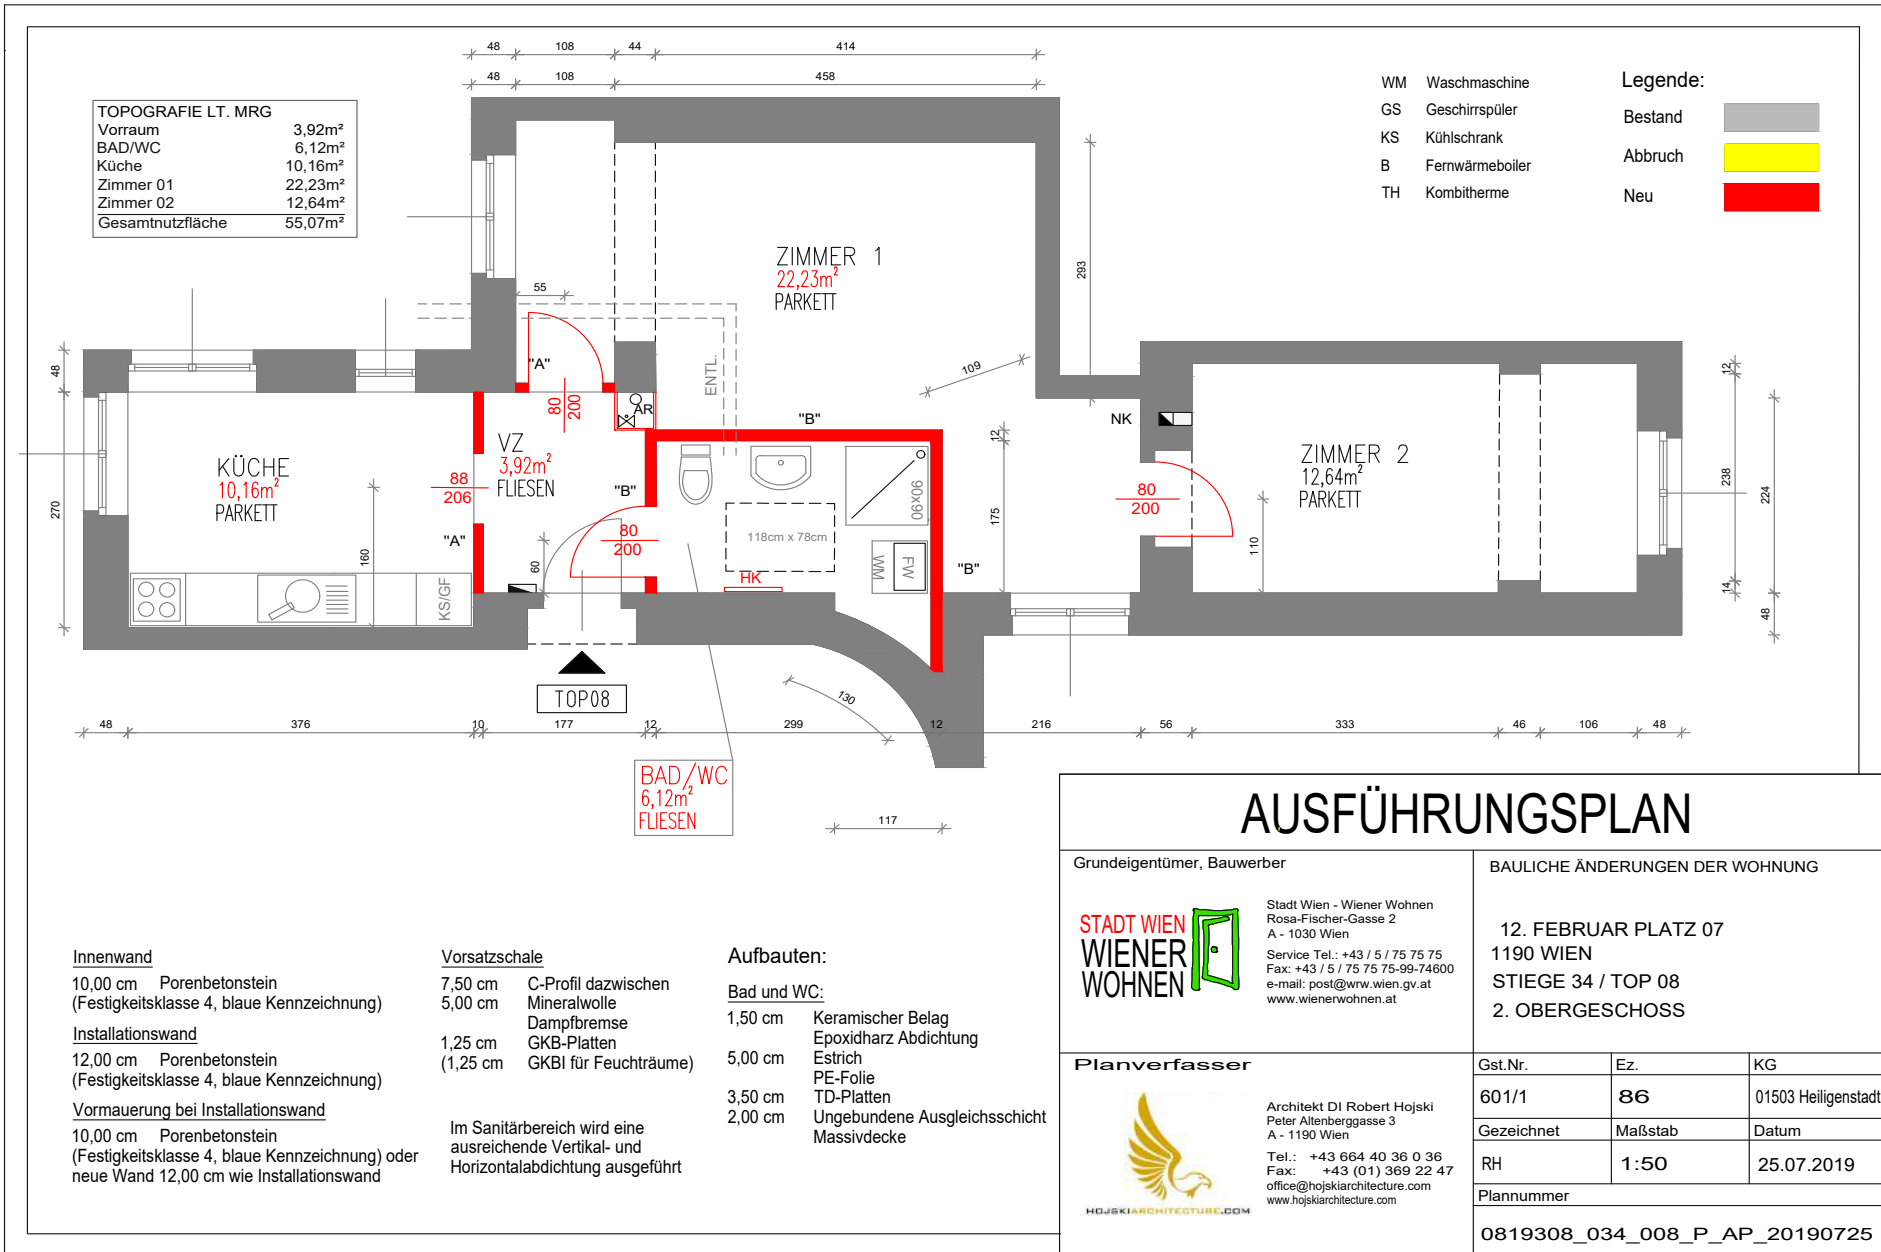 48 108 44 414
48 108 458
TOPOGRAFIE LT. MRG
Vorraum 3,92m²
BAD/WC 6,12m²
Küche 10,16m²
Zimmer 01 22,23m²
Zimmer 02 12,64m²
Gesamtnutzfläche 55,07m²
WM Waschmaschine
GS Geschirrspüler
KS Kühlschrank
B Fernwärmeboiler
TH Kombitherme
Legende:
Bestand
Abbruch
Neu
ZIMMER 1
22,23m²
PARKETT
293
55
"A"
ENTL.
109
48
270
80
200
AR
"B"
12
NK
VZ
3,92m²
FLIESEN
KÜCHE
10,16m²
PARKETT
88
206
"A"
"B"
160
60
KS/GF
80
200
118cm x 78cm
HK
90x90
WM
FW
"B"
175
80
200
ZIMMER 2
12,64m²
PARKETT
110
12
238
224
14
48
TOP08
130
48 376 10 177 12 299 12 216 56 333 46 106 48
BAD/WC
6,12m²
FLIESEN
117
Innenwand
10,00 cm Porenbetonstein
(Festigkeitsklasse 4, blaue Kennzeichnung)
Installationswand
12,00 cm Porenbetonstein
(Festigkeitsklasse 4, blaue Kennzeichnung)
Vormauerung bei Installationswand
10,00 cm Porenbetonstein
(Festigkeitsklasse 4, blaue Kennzeichnung) oder
neue Wand 12,00 cm wie Installationswand
Vorsatzschale
7,50 cm C-Profil dazwischen
5,00 cm Mineralwolle
Dampfbremse
1,25 cm GKB-Platten
(1,25 cm GKBI für Feuchträume)
Im Sanitärbereich wird eine
ausreichende Vertikal- und
Horizontalabdichtung ausgeführt
Aufbauten:
Bad und WC:
1,50 cm Keramischer Belag
Epoxidharz Abdichtung
5,00 cm Estrich
PE-Folie
3,50 cm TD-Platten
2,00 cm Ungebundene Ausgleichsschicht
Massivdecke
AUSFÜHRUNGSPLAN
Grundeigentümer, Bauwerber
STADT WIEN
WIENER
WOHNEN
Stadt Wien - Wiener Wohnen
Rosa-Fischer-Gasse 2
A - 1030 Wien
Service Tel.: +43 / 5 / 75 75 75
Fax: +43 / 5 / 75 75 75-99-74600
e-mail: post@wrw.wien.gv.at
www.wienerwohnen.at
BAULICHE ÄNDERUNGEN DER WOHNUNG
12. FEBRUAR PLATZ 07
1190 WIEN
STIEGE 34 / TOP 08
2. OBERGESCHOSS
Planverfasser
HOJSKIARCHITECTURE.COM
Architekt DI Robert Hojski
Peter Altenberggasse 3
A - 1190 Wien
Tel.: +43 664 40 36 0 36
Fax: +43 (01) 369 22 47
office@hojskiarchitecture.com
www.hojskiarchitecture.com
Gst.Nr. Ez. KG
601/1 86 01503 Heiligenstadt
Gezeichnet Maßstab Datum
RH 1:50 25.07.2019
Plannummer
0819308_034_008_P_AP_20190725